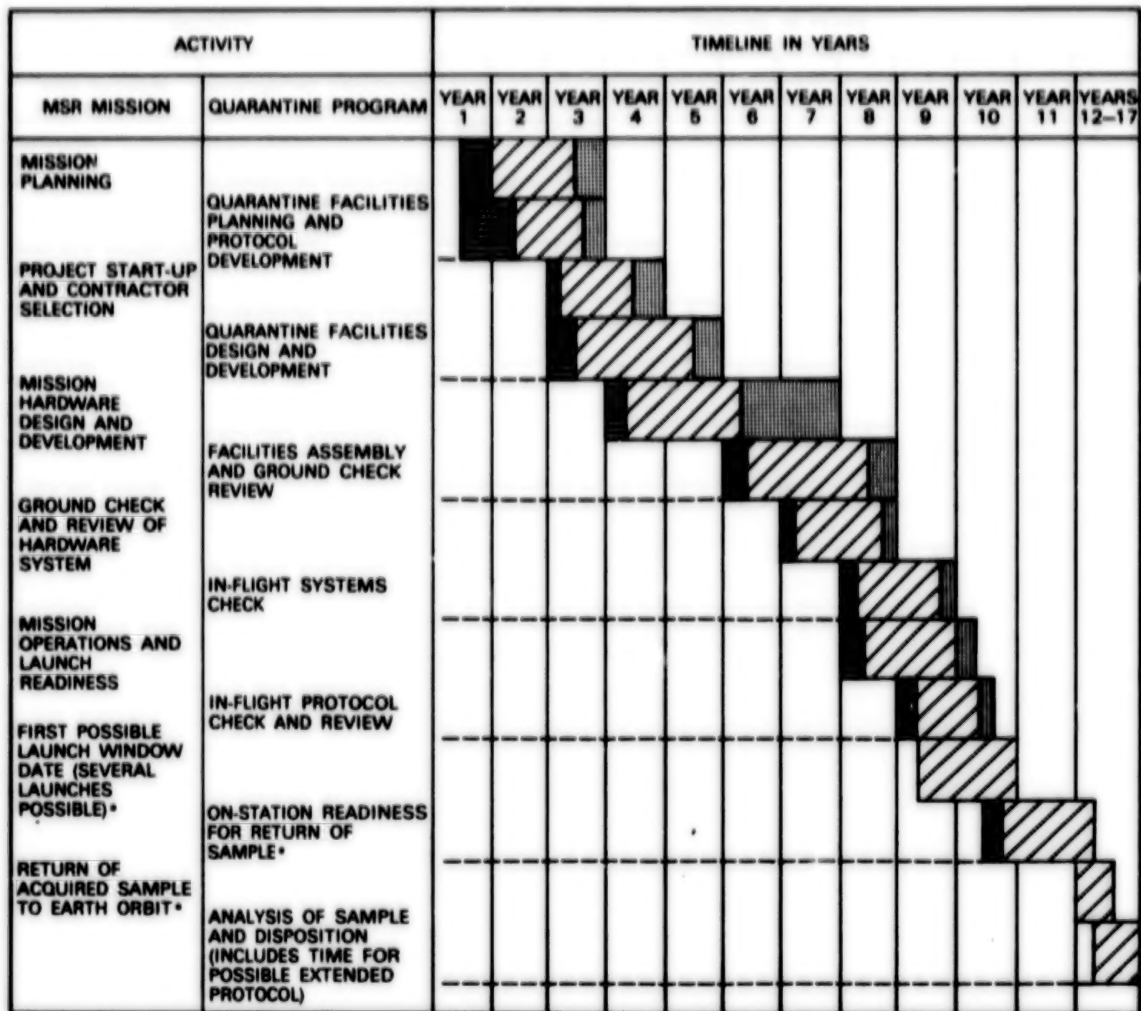 ACTIVITY
TIMELINE IN YEARS
MSR MISSION
QUARANTINE PROGRAM
YEAR 1
YEAR 2
YEAR 3
YEAR 4
YEAR 5
YEAR 6
YEAR 7
YEAR 8
YEAR 9
YEAR 10
YEAR 11
YEARS 12–17
MISSION
PLANNING
QUARANTINE FACILITIES
PLANNING AND
PROTOCOL
DEVELOPMENT
PROJECT START-UP
AND CONTRACTOR
SELECTION
QUARANTINE FACILITIES
DESIGN AND
DEVELOPMENT
MISSION
HARDWARE
DESIGN AND
DEVELOPMENT
FACILITIES ASSEMBLY
AND GROUND CHECK
REVIEW
GROUND CHECK
AND REVIEW OF
HARDWARE
SYSTEM
IN-FLIGHT SYSTEMS
CHECK
MISSION
OPERATIONS AND
LAUNCH
READINESS
IN-FLIGHT PROTOCOL
CHECK AND REVIEW
FIRST POSSIBLE
LAUNCH WINDOW
DATE (SEVERAL
LAUNCHES
POSSIBLE)*
ON-STATION READINESS
FOR RETURN OF
SAMPLE*
RETURN OF
ACQUIRED SAMPLE
TO EARTH ORBIT*
ANALYSIS OF SAMPLE
AND DISPOSITION
(INCLUDES TIME FOR
POSSIBLE EXTENDED
PROTOCOL)